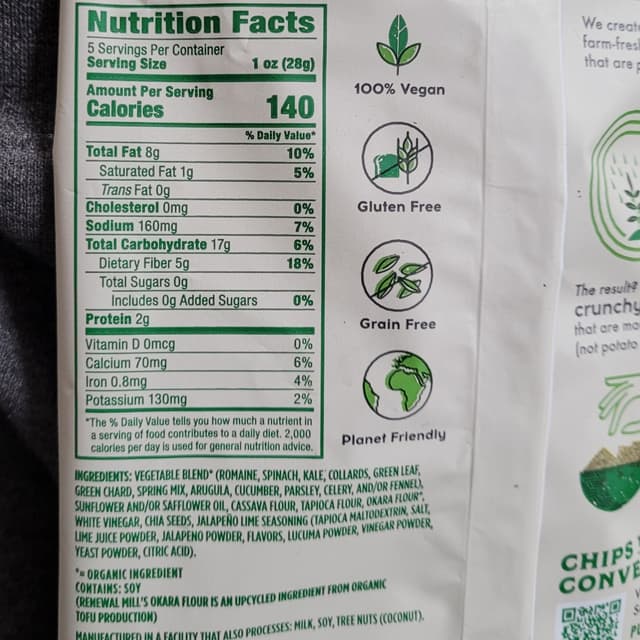 Nutrition Facts
5 Servings Per Container
Serving Size 1 oz (28g)
Amount Per Serving
Calories 140
% Daily Value*
Total Fat 8g 10%
Saturated Fat 1g 5%
Trans Fat 0g
Cholesterol 0mg 0%
Sodium 160mg 7%
Total Carbohydrate 17g 6%
Dietary Fiber 5g 18%
Total Sugars 0g
Includes 0g Added Sugars 0%
Protein 2g
Vitamin D 0mcg 0%
Calcium 70mg 6%
Iron 0.8mg 4%
Potassium 130mg 2%
*The % Daily Value tells you how much a nutrient in
a serving of food contributes to a daily diet. 2,000
calories per day is used for general nutrition advice.
INGREDIENTS: VEGETABLE BLEND* (ROMAINE, SPINACH, KALE, COLLARDS, GREEN LEAF,
GREEN CHARD, SPRING MIX, ARUGULA, CUCUMBER, PARSLEY, CELERY, AND/OR FENNEL),
SUNFLOWER AND/OR SAFFLOWER OIL, CASSAVA FLOUR, TAPIOCA FLOUR, OKARA FLOUR*,
WHITE VINEGAR, CHIA SEEDS, JALAPEÑO LIME SEASONING (TAPIOCA MALTODEXTRIN, SALT,
LIME JUICE POWDER, JALAPENO POWDER, FLAVORS, LUCUMA POWDER, VINEGAR POWDER,
YEAST POWDER, CITRIC ACID).
*= ORGANIC INGREDIENT
CONTAINS: SOY
(RENEWAL MILL'S OKARA FLOUR IS AN UPCYCLED INGREDIENT FROM ORGANIC
TOFU PRODUCTION)
MANUFACTURED IN A FACILITY THAT ALSO PROCESSES: MILK, SOY, TREE NUTS (COCONUT).
100% Vegan
Gluten Free
Grain Free
Planet Friendly
We creat
farm-fres
that are
The result?
crunchy
that are mo
(not potato
CHIPS
CONVE